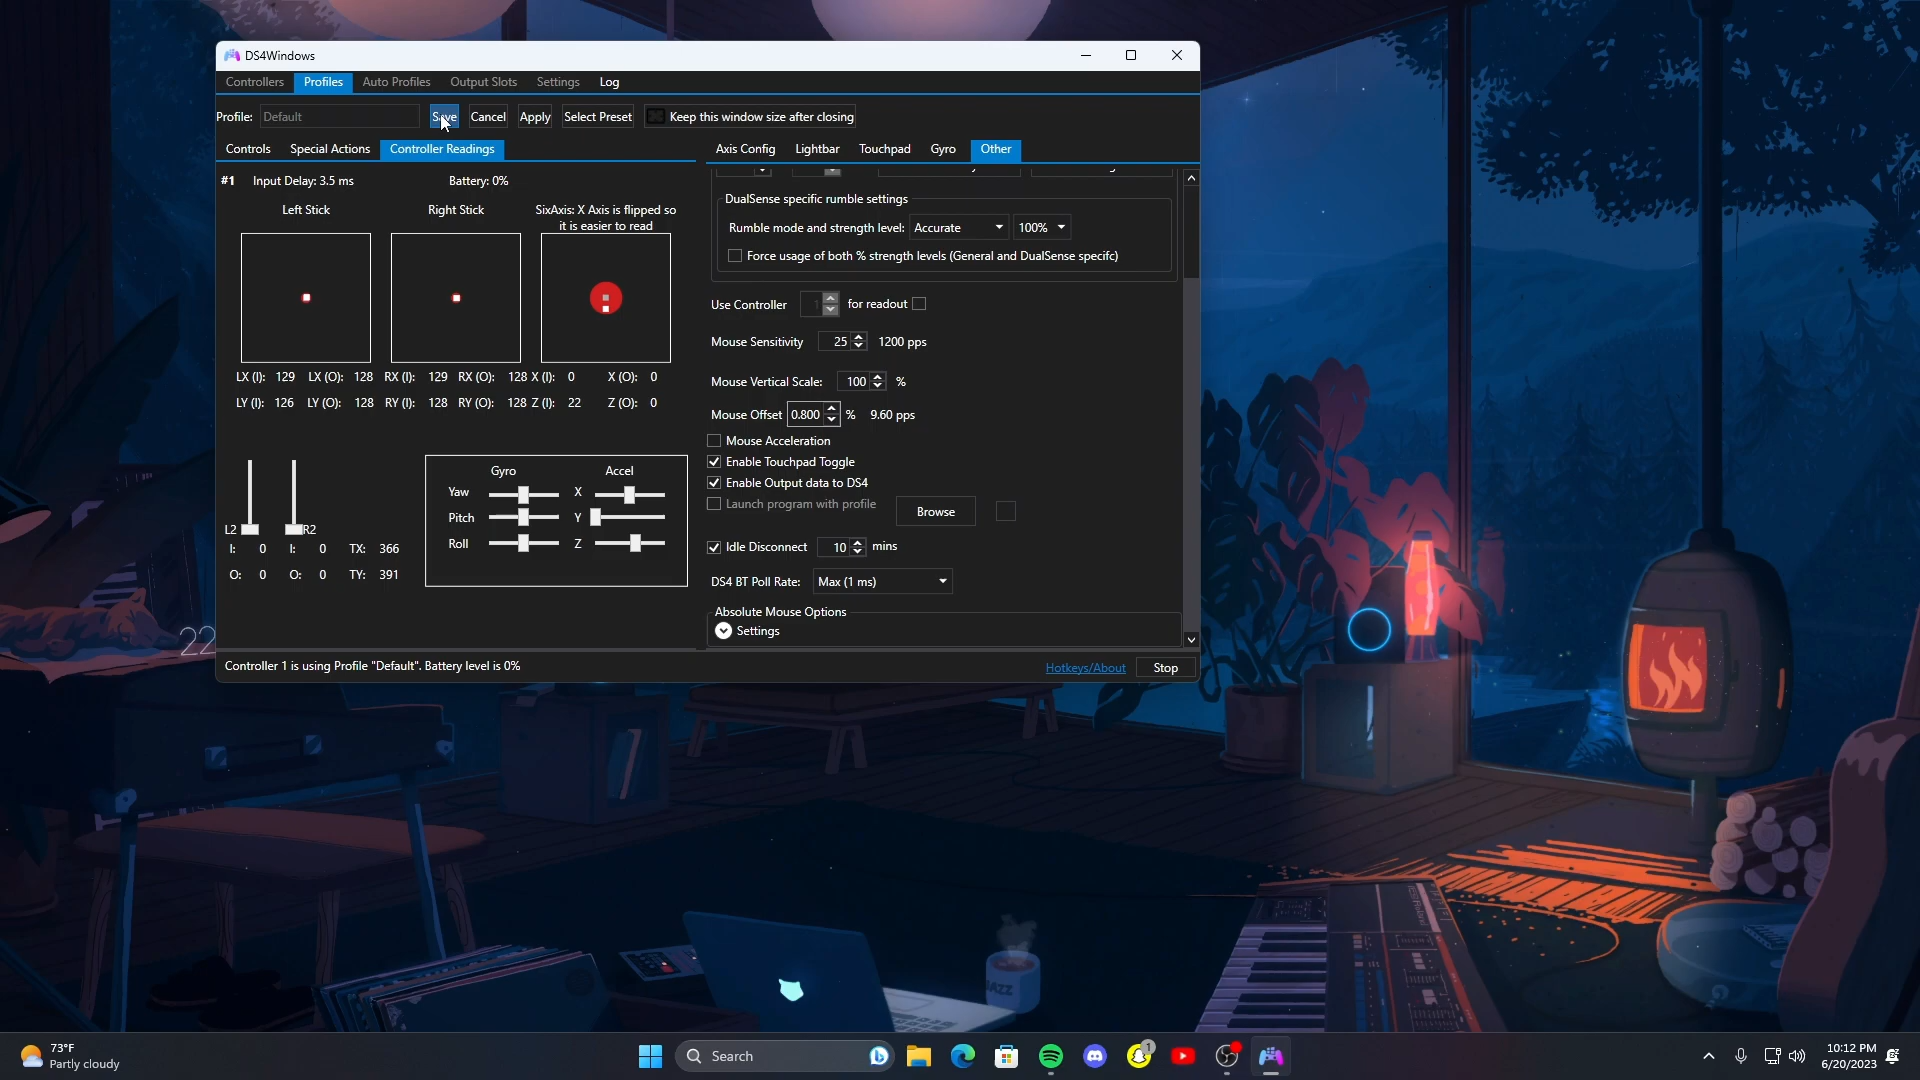 DS4Windows
Controllers Profiles Auto Profiles Output Slots Settings Log
Profile: Default Save Cancel Apply Select Preset Keep this window size after closing
Controls Special Actions Controller Readings
Axis Config Lightbar Touchpad Gyro Other
#1 Input Delay: 3.5 ms Battery: 0%
Left Stick Right Stick SixAxis: X Axis is flipped so
it is easier to read
LX (I): 129 LX (O): 128 RX (I): 129 RX (O): 128 X (I): 0 X (O): 0
LY (I): 126 LY (O): 128 RY (I): 128 RY (O): 128 Z (I): 22 Z (O): 0
Gyro Accel
Yaw X
Pitch Y
Roll Z
L2 R2
I: 0 I: 0 TX: 366
O: 0 O: 0 TY: 391
DualSense specific rumble settings
Rumble mode and strength level: Accurate 100%
Force usage of both % strength levels (General and DualSense specifc)
Use Controller 1 for readout
Mouse Sensitivity 25 1200 pps
Mouse Vertical Scale: 100 %
Mouse Offset 0.800 % 9.60 pps
Mouse Acceleration
Enable Touchpad Toggle
Enable Output data to DS4
Launch program with profile Browse
Idle Disconnect 10 mins
DS4 BT Poll Rate: Max (1 ms)
Absolute Mouse Options
Settings
Controller 1 is using Profile "Default". Battery level is 0%
Hotkeys/About Stop
22
JAZZ
73°F
Partly cloudy
Search
1
10:12 PM
6/20/2023